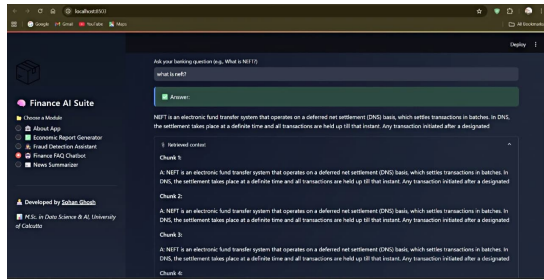 localhost:8501
Google
Gmail
YouTube
Maps
All Bookmarks
Deploy
Finance AI Suite
Choose a Module
About App
Economic Report Generator
Fraud Detection Assistant
Finance FAQ Chatbot
News Summarizer
Developed by Sohan Ghosh
M.Sc. in Data Science & AI, University
of Calcutta
Ask your banking question (e.g., What is NEFT?)
what is neft?
Answer:
NEFT is an electronic fund transfer system that operates on a deferred net settlement (DNS) basis, which settles transactions in batches. In DNS,
the settlement takes place at a definite time and all transactions are held up till that instant. Any transaction initiated after a designated
Retrieved context
Chunk 1:
A: NEFT is an electronic fund transfer system that operates on a deferred net settlement (DNS) basis, which settles transactions in batches. In
DNS, the settlement takes place at a definite time and all transactions are held up till that instant. Any transaction initiated after a designated
Chunk 2:
A: NEFT is an electronic fund transfer system that operates on a deferred net settlement (DNS) basis, which settles transactions in batches. In
DNS, the settlement takes place at a definite time and all transactions are held up till that instant. Any transaction initiated after a designated
Chunk 3:
A: NEFT is an electronic fund transfer system that operates on a deferred net settlement (DNS) basis, which settles transactions in batches. In
DNS, the settlement takes place at a definite time and all transactions are held up till that instant. Any transaction initiated after a designated
Chunk 4: